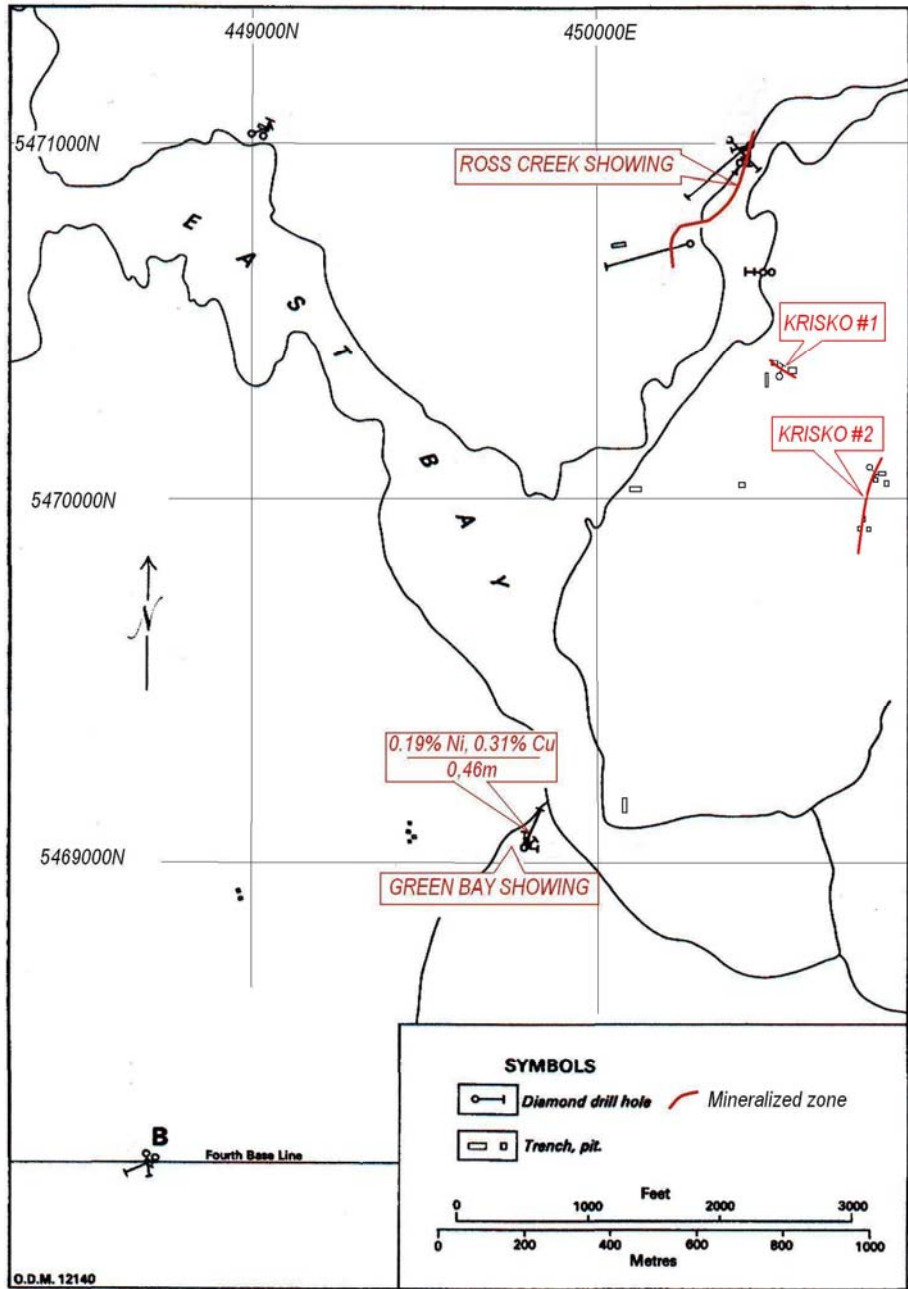 449000N 450000E
5471000N
ROSS CREEK SHOWING
EAST BAY
KRISKO #1
KRISKO #2
5470000N
N
0.19% Ni, 0.31% Cu
0,46m
5469000N
GREEN BAY SHOWING
SYMBOLS
Diamond drill hole Mineralized zone
Trench, pit.
B
Fourth Base Line
Feet
0 1000 2000 3000
0 200 400 600 800 1000
Metres
O.D.M. 12140